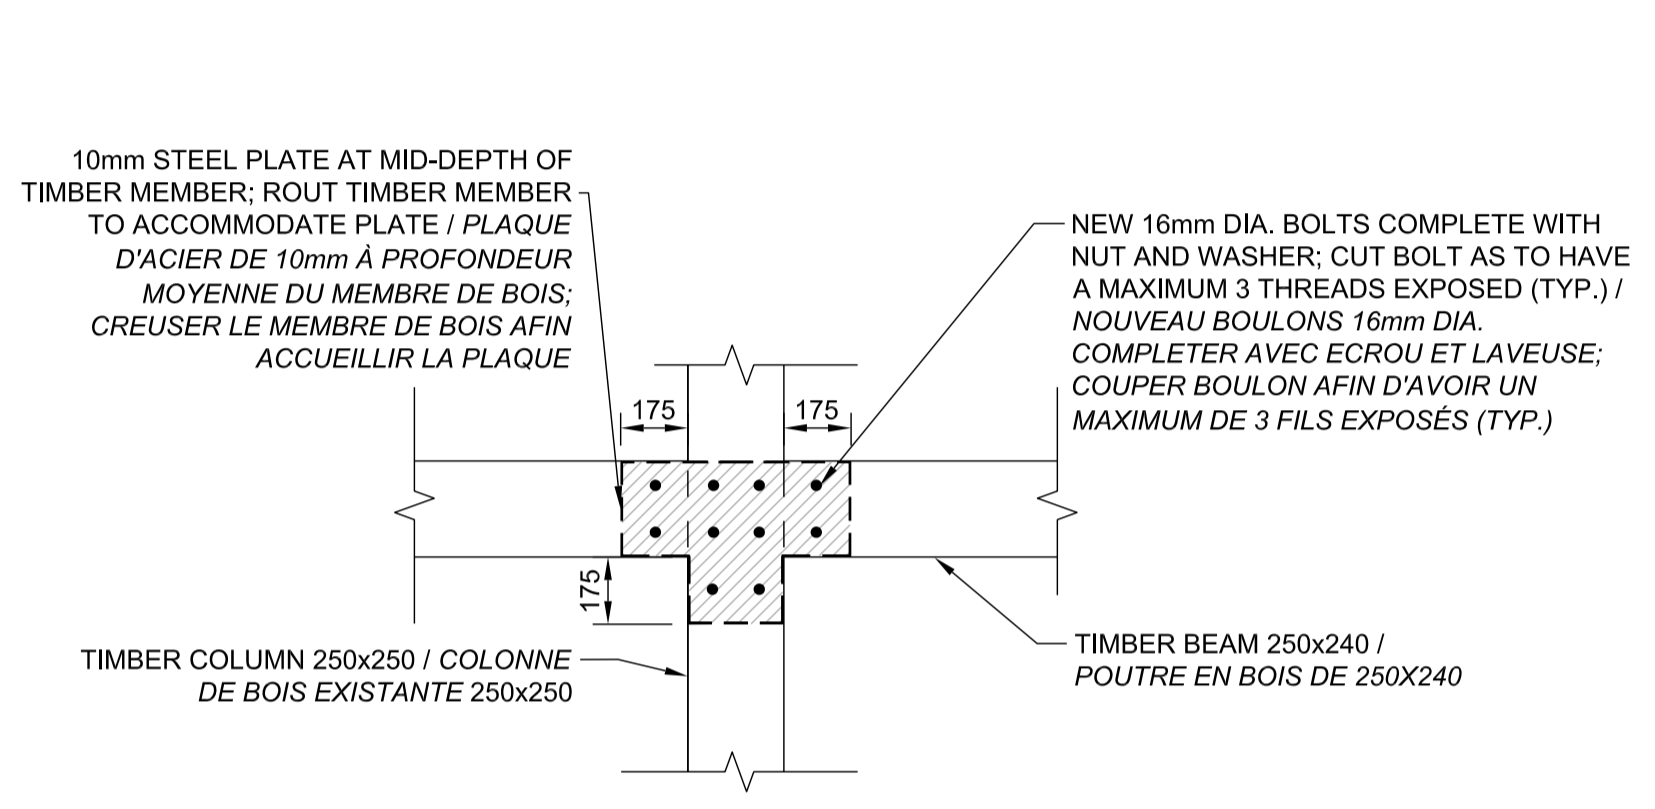 10mm STEEL PLATE AT MID-DEPTH OF
TIMBER MEMBER; ROUT TIMBER MEMBER
TO ACCOMMODATE PLATE / PLAQUE
D'ACIER DE 10mm À PROFONDEUR
MOYENNE DU MEMBRE DE BOIS;
CREUSER LE MEMBRE DE BOIS AFIN
ACCUEILLIR LA PLAQUE
NEW 16mm DIA. BOLTS COMPLETE WITH
NUT AND WASHER; CUT BOLT AS TO HAVE
A MAXIMUM 3 THREADS EXPOSED (TYP.) /
NOUVEAU BOULONS 16mm DIA.
COMPLETER AVEC ECROU ET LAVEUSE;
COUPER BOULON AFIN D'AVOIR UN
MAXIMUM DE 3 FILS EXPOSÉS (TYP.)
175
175
175
TIMBER COLUMN 250x250 / COLONNE
DE BOIS EXISTANTE 250x250
TIMBER BEAM 250x240 /
POUTRE EN BOIS DE 250X240